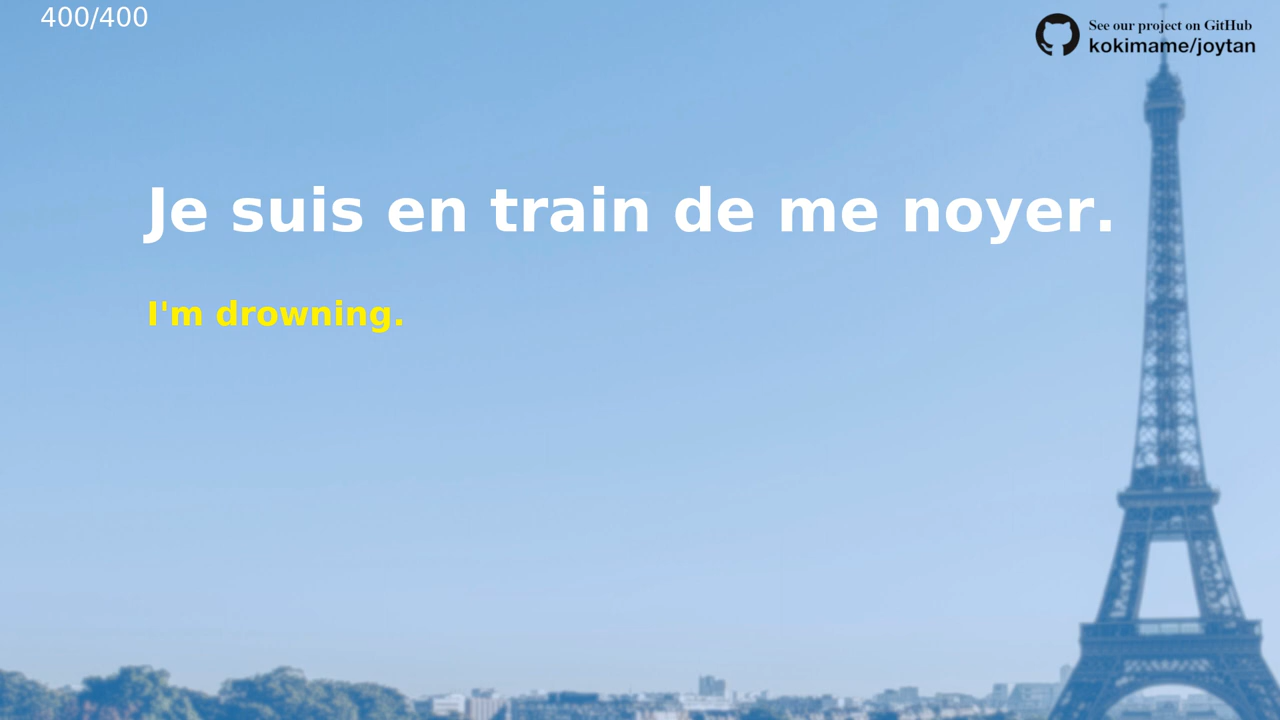 400/400
See our project on GitHub
kokimame/joytan
Je suis en train de me noyer.
I'm drowning.